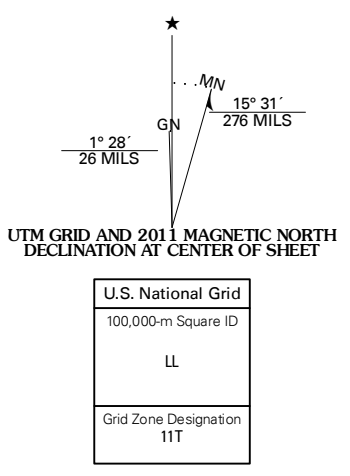 ★
MN
15° 31´
276 MILS
GN
1° 28´
26 MILS
UTM GRID AND 2011 MAGNETIC NORTH
DECLINATION AT CENTER OF SHEET
U.S. National Grid
100,000-m Square ID
LL
Grid Zone Designation
11T